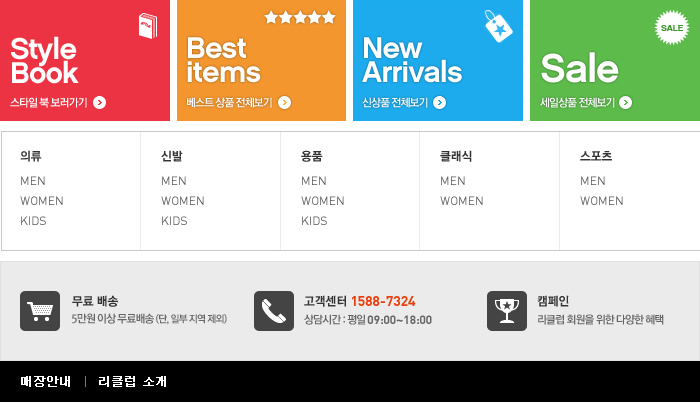 Style
Book
스타일 북 보러가기
Best
items
베스트 상품 전체보기
New
Arrivals
신상품 전체보기
SALE
Sale
세일상품 전체보기
의류
MEN
WOMEN
KIDS
신발
MEN
WOMEN
KIDS
용품
MEN
WOMEN
KIDS
클래식
MEN
WOMEN
스포츠
MEN
WOMEN
무료 배송
5만원 이상 무료배송 (단, 일부 지역 제외)
고객센터 1588-7324
상담시간 : 평일 09:00~18:00
캠페인
리클럽 회원을 위한 다양한 혜택
매장안내 | 리클럽 소개